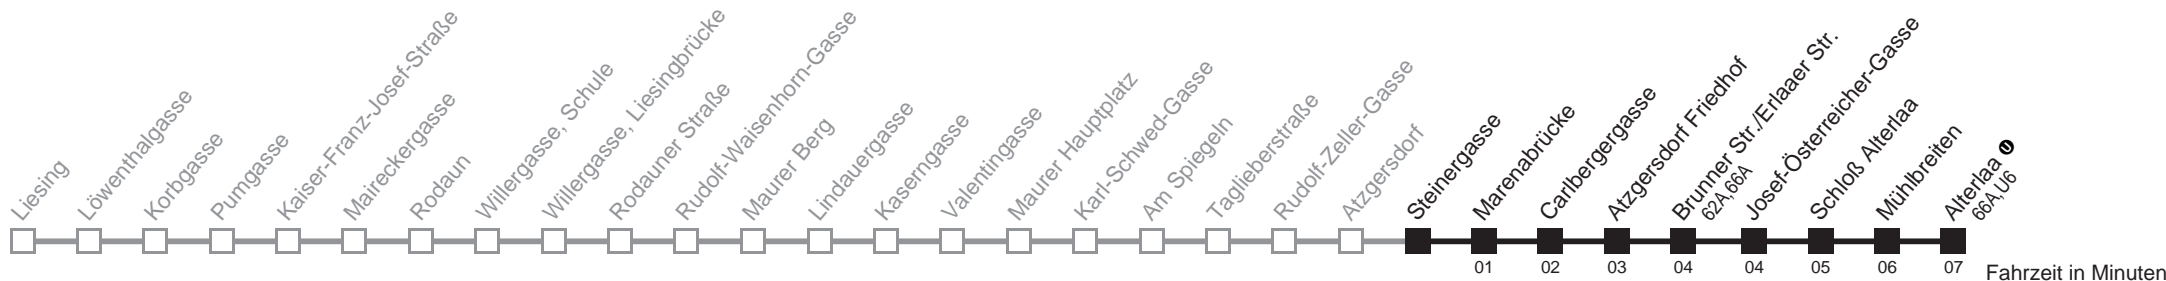 Liesing
Löwenthalgasse
Korbgasse
Pumgasse
Kaiser-Franz-Josef-Straße
Maireckergasse
Rodaun
Willergasse, Schule
Willergasse, Liesingbrücke
Rodauner Straße
Rudolf-Waisenhorn-Gasse
Maurer Berg
Lindauergasse
Kaserngasse
Valentingasse
Maurer Hauptplatz
Karl-Schwed-Gasse
Am Spiegeln
Taglieberstraße
Rudolf-Zeller-Gasse
Atzgersdorf
Steinergasse
Marenabrücke
Carlbergergasse
Atzgersdorf Friedhof
Brunner Str./Erlaaer Str.
62A,66A
Josef-Österreicher-Gasse
Schloß Alterlaa
Mühlbreiten
Alterlaa U
66A,U6
01 02 03 04 04 05 06 07
Fahrzeit in Minuten